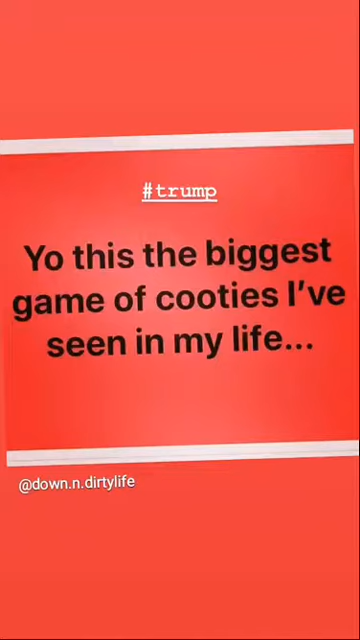 #trump
Yo this the biggest
game of cooties I've
seen in my life...
@down.n.dirtylife